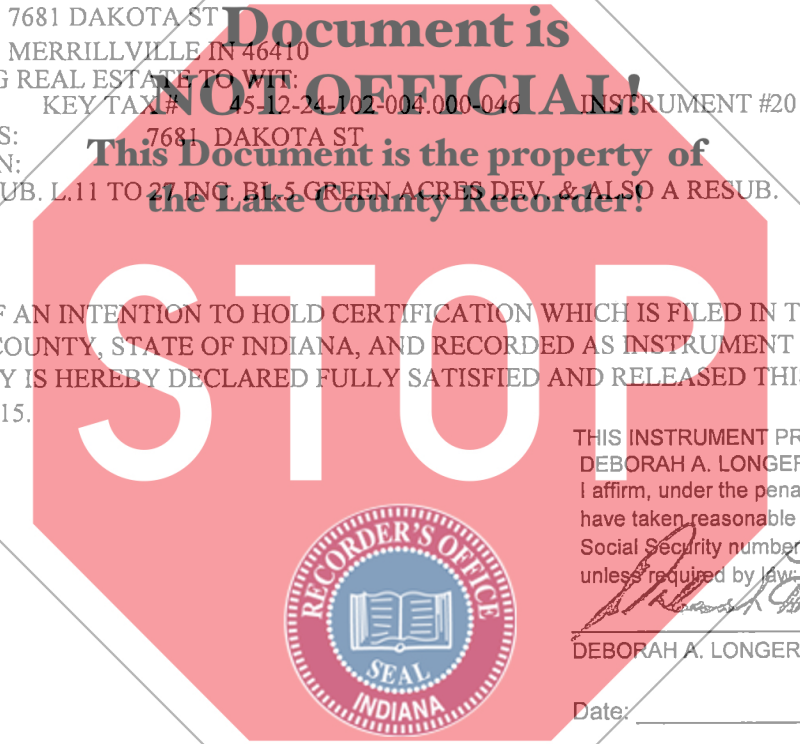 7681 DAKOTA ST
Document is
MERRILLVILLE IN 46410
G REAL ESTATE TO WIT:
NOT OFFICIAL!
KEY TAX # 45-12-24-102-004.000-046 INSTRUMENT #20
S: 7681 DAKOTA ST
This Document is the property of
N:
UB. L.11 TO 27 INC. BL.5 GREEN ACRES DEV. & ALSO A RESUB.
the Lake County Recorder!
STOP
F AN INTENTION TO HOLD CERTIFICATION WHICH IS FILED IN T
COUNTY, STATE OF INDIANA, AND RECORDED AS INSTRUMENT
Y IS HEREBY DECLARED FULLY SATISFIED AND RELEASED THIS
15.
THIS INSTRUMENT PR
DEBORAH A. LONGER
I affirm, under the pena
have taken reasonable
Social Security number
unless required by law.
DEBORAH A. LONGER
Date:
RECORDER'S OFFICE
SEAL
INDIANA